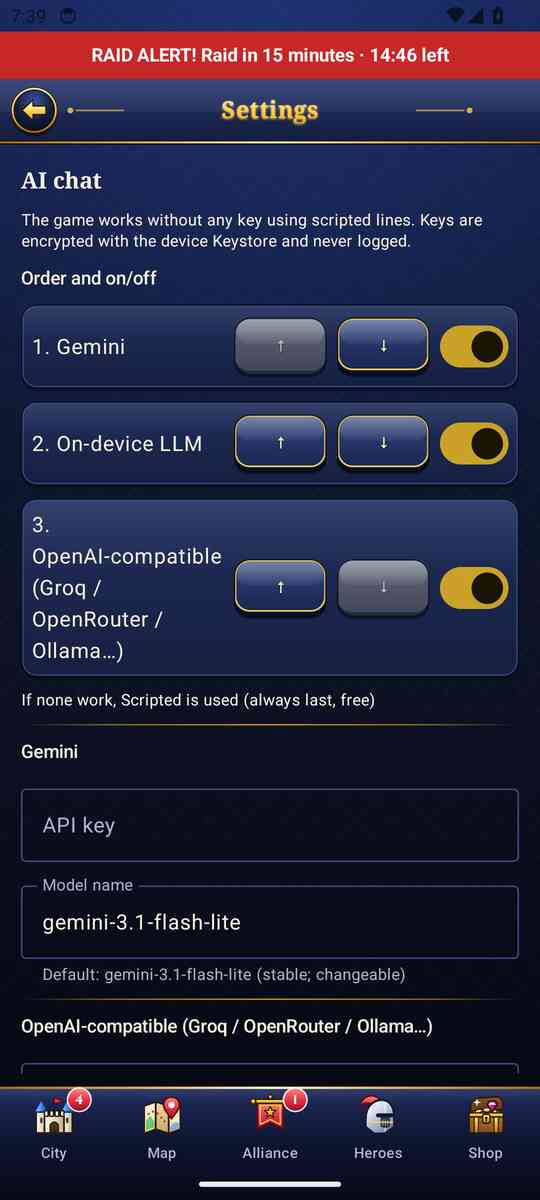 7:39
RAID ALERT! Raid in 15 minutes · 14:46 left
Settings
AI chat
The game works without any key using scripted lines. Keys are
encrypted with the device Keystore and never logged.
Order and on/off
1. Gemini ↑ ↓
2. On-device LLM ↑ ↓
3.
OpenAI-compatible
(Groq / ↑ ↓
OpenRouter /
Ollama…)
If none work, Scripted is used (always last, free)
Gemini
API key
Model name
gemini-3.1-flash-lite
Default: gemini-3.1-flash-lite (stable; changeable)
OpenAI-compatible (Groq / OpenRouter / Ollama…)
4 1
City Map Alliance Heroes Shop